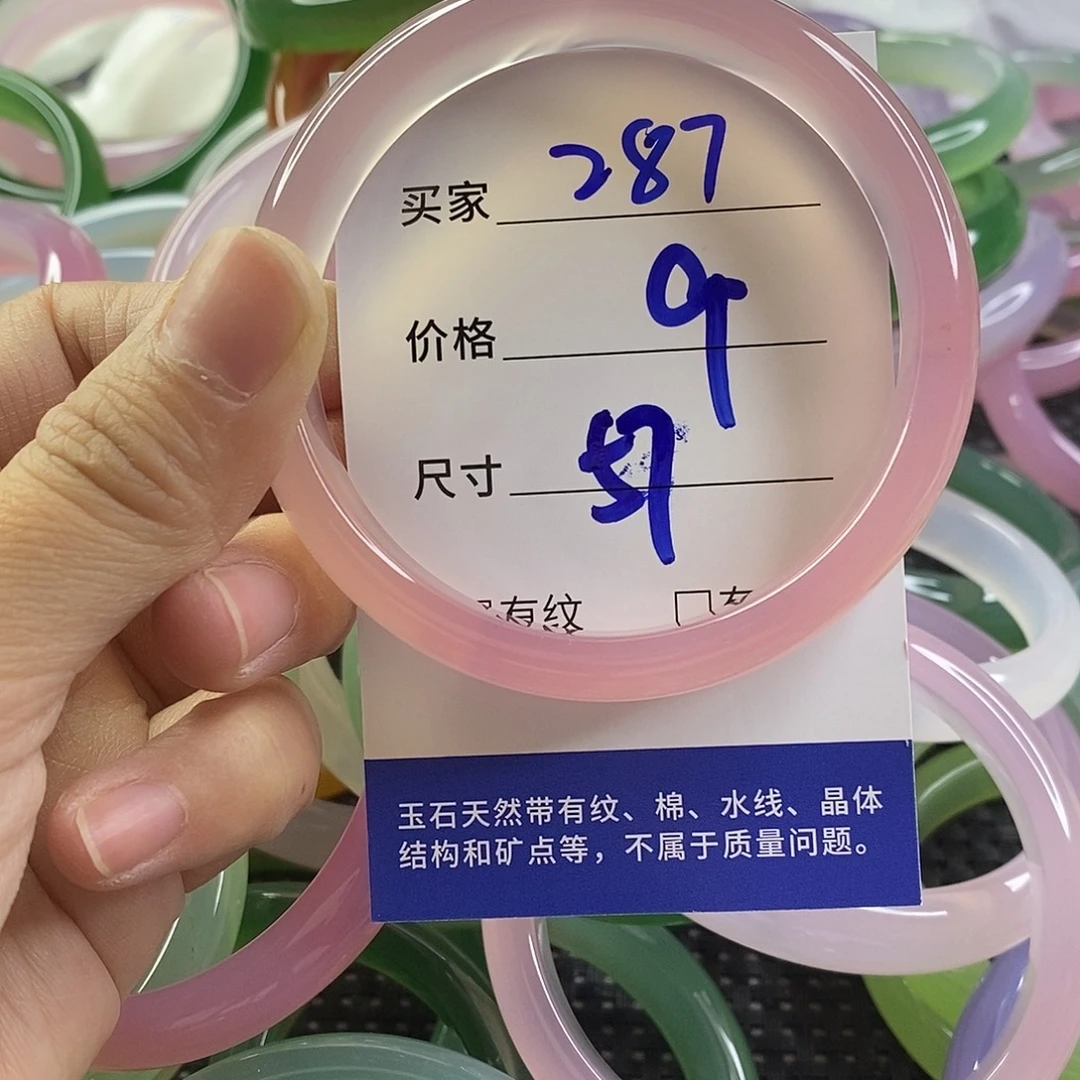 买家 287
价格 9
尺寸 57
有纹 □有
玉石天然带有纹、棉、水线、晶体
结构和矿点等，不属于质量问题。